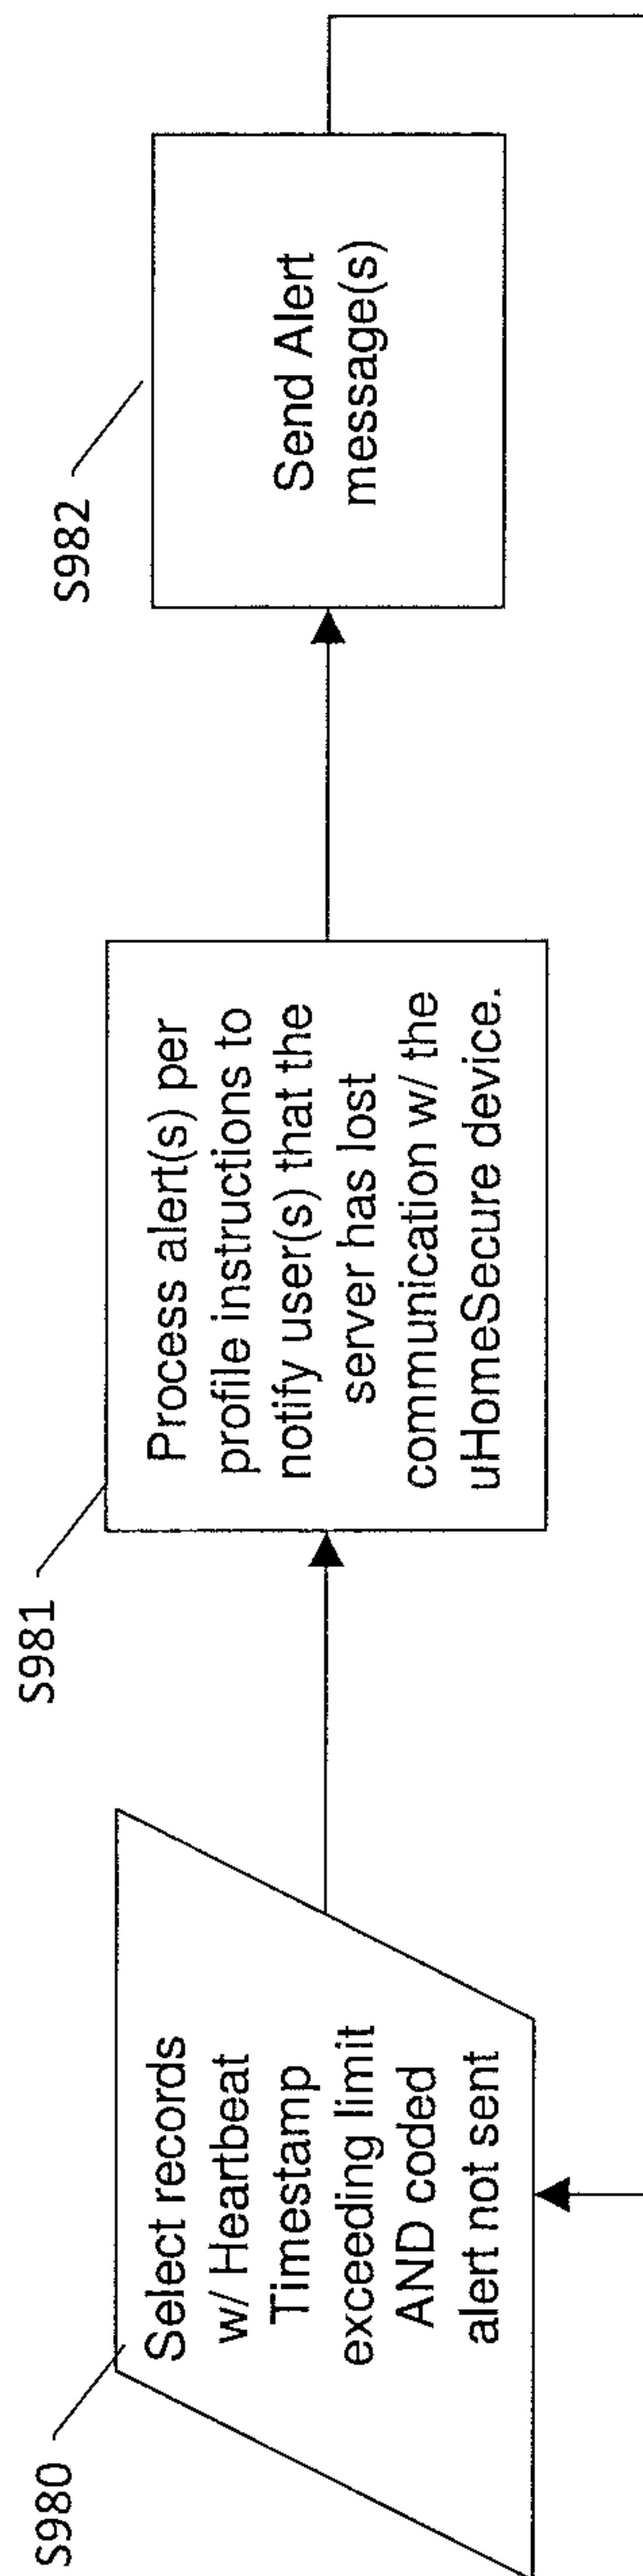 S980
Select records
w/ Heartbeat
Timestamp
exceeding limit
AND coded
alert not sent
S981
Process alert(s) per
profile instructions to
notify user(s) that the
server has lost
communication w/ the
uHomeSecure device.
S982
Send Alert
message(s)